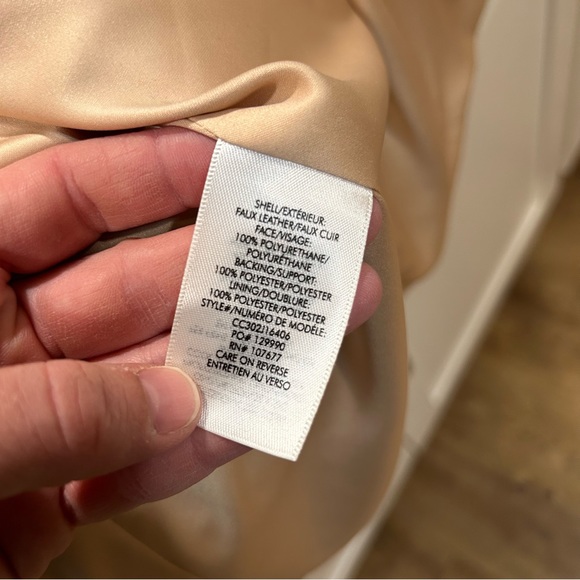 SHELL/EXTÉRIEUR:
FAUX LEATHER/FAUX CUIR
FACE/VISAGE:
100% POLYURETHANE/
POLYURÉTHANE
BACKING/SUPPORT:
100% POLYESTER/POLYESTER
LINING/DOUBLURE:
100% POLYESTER/POLYESTER
STYLE#/NUMÉRO DE MODÈLE:
CC302J16406
PO# 129990
RN# 107677
CARE ON REVERSE
ENTRETIEN AU VERSO